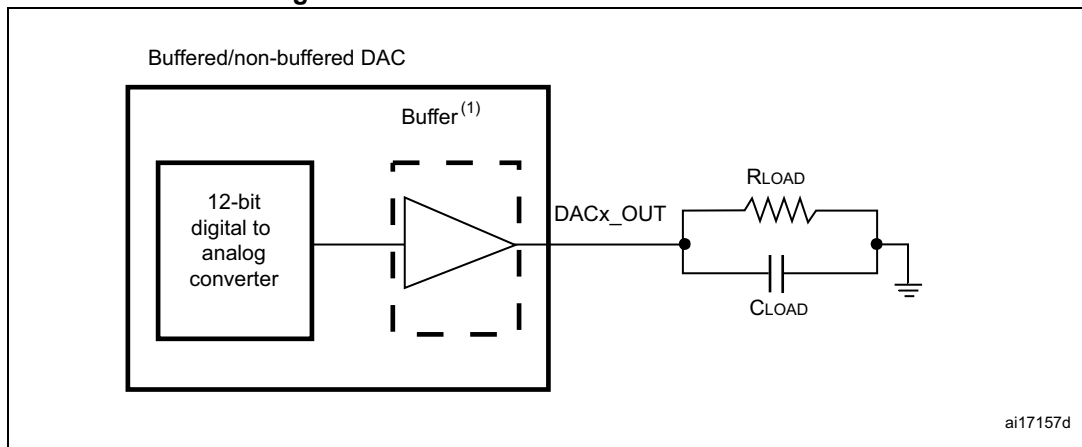 Buffered/non-buffered DAC
Buffer(1)
12-bit
digital to
analog
converter
DACx_OUT
RLOAD
CLOAD
ai17157d